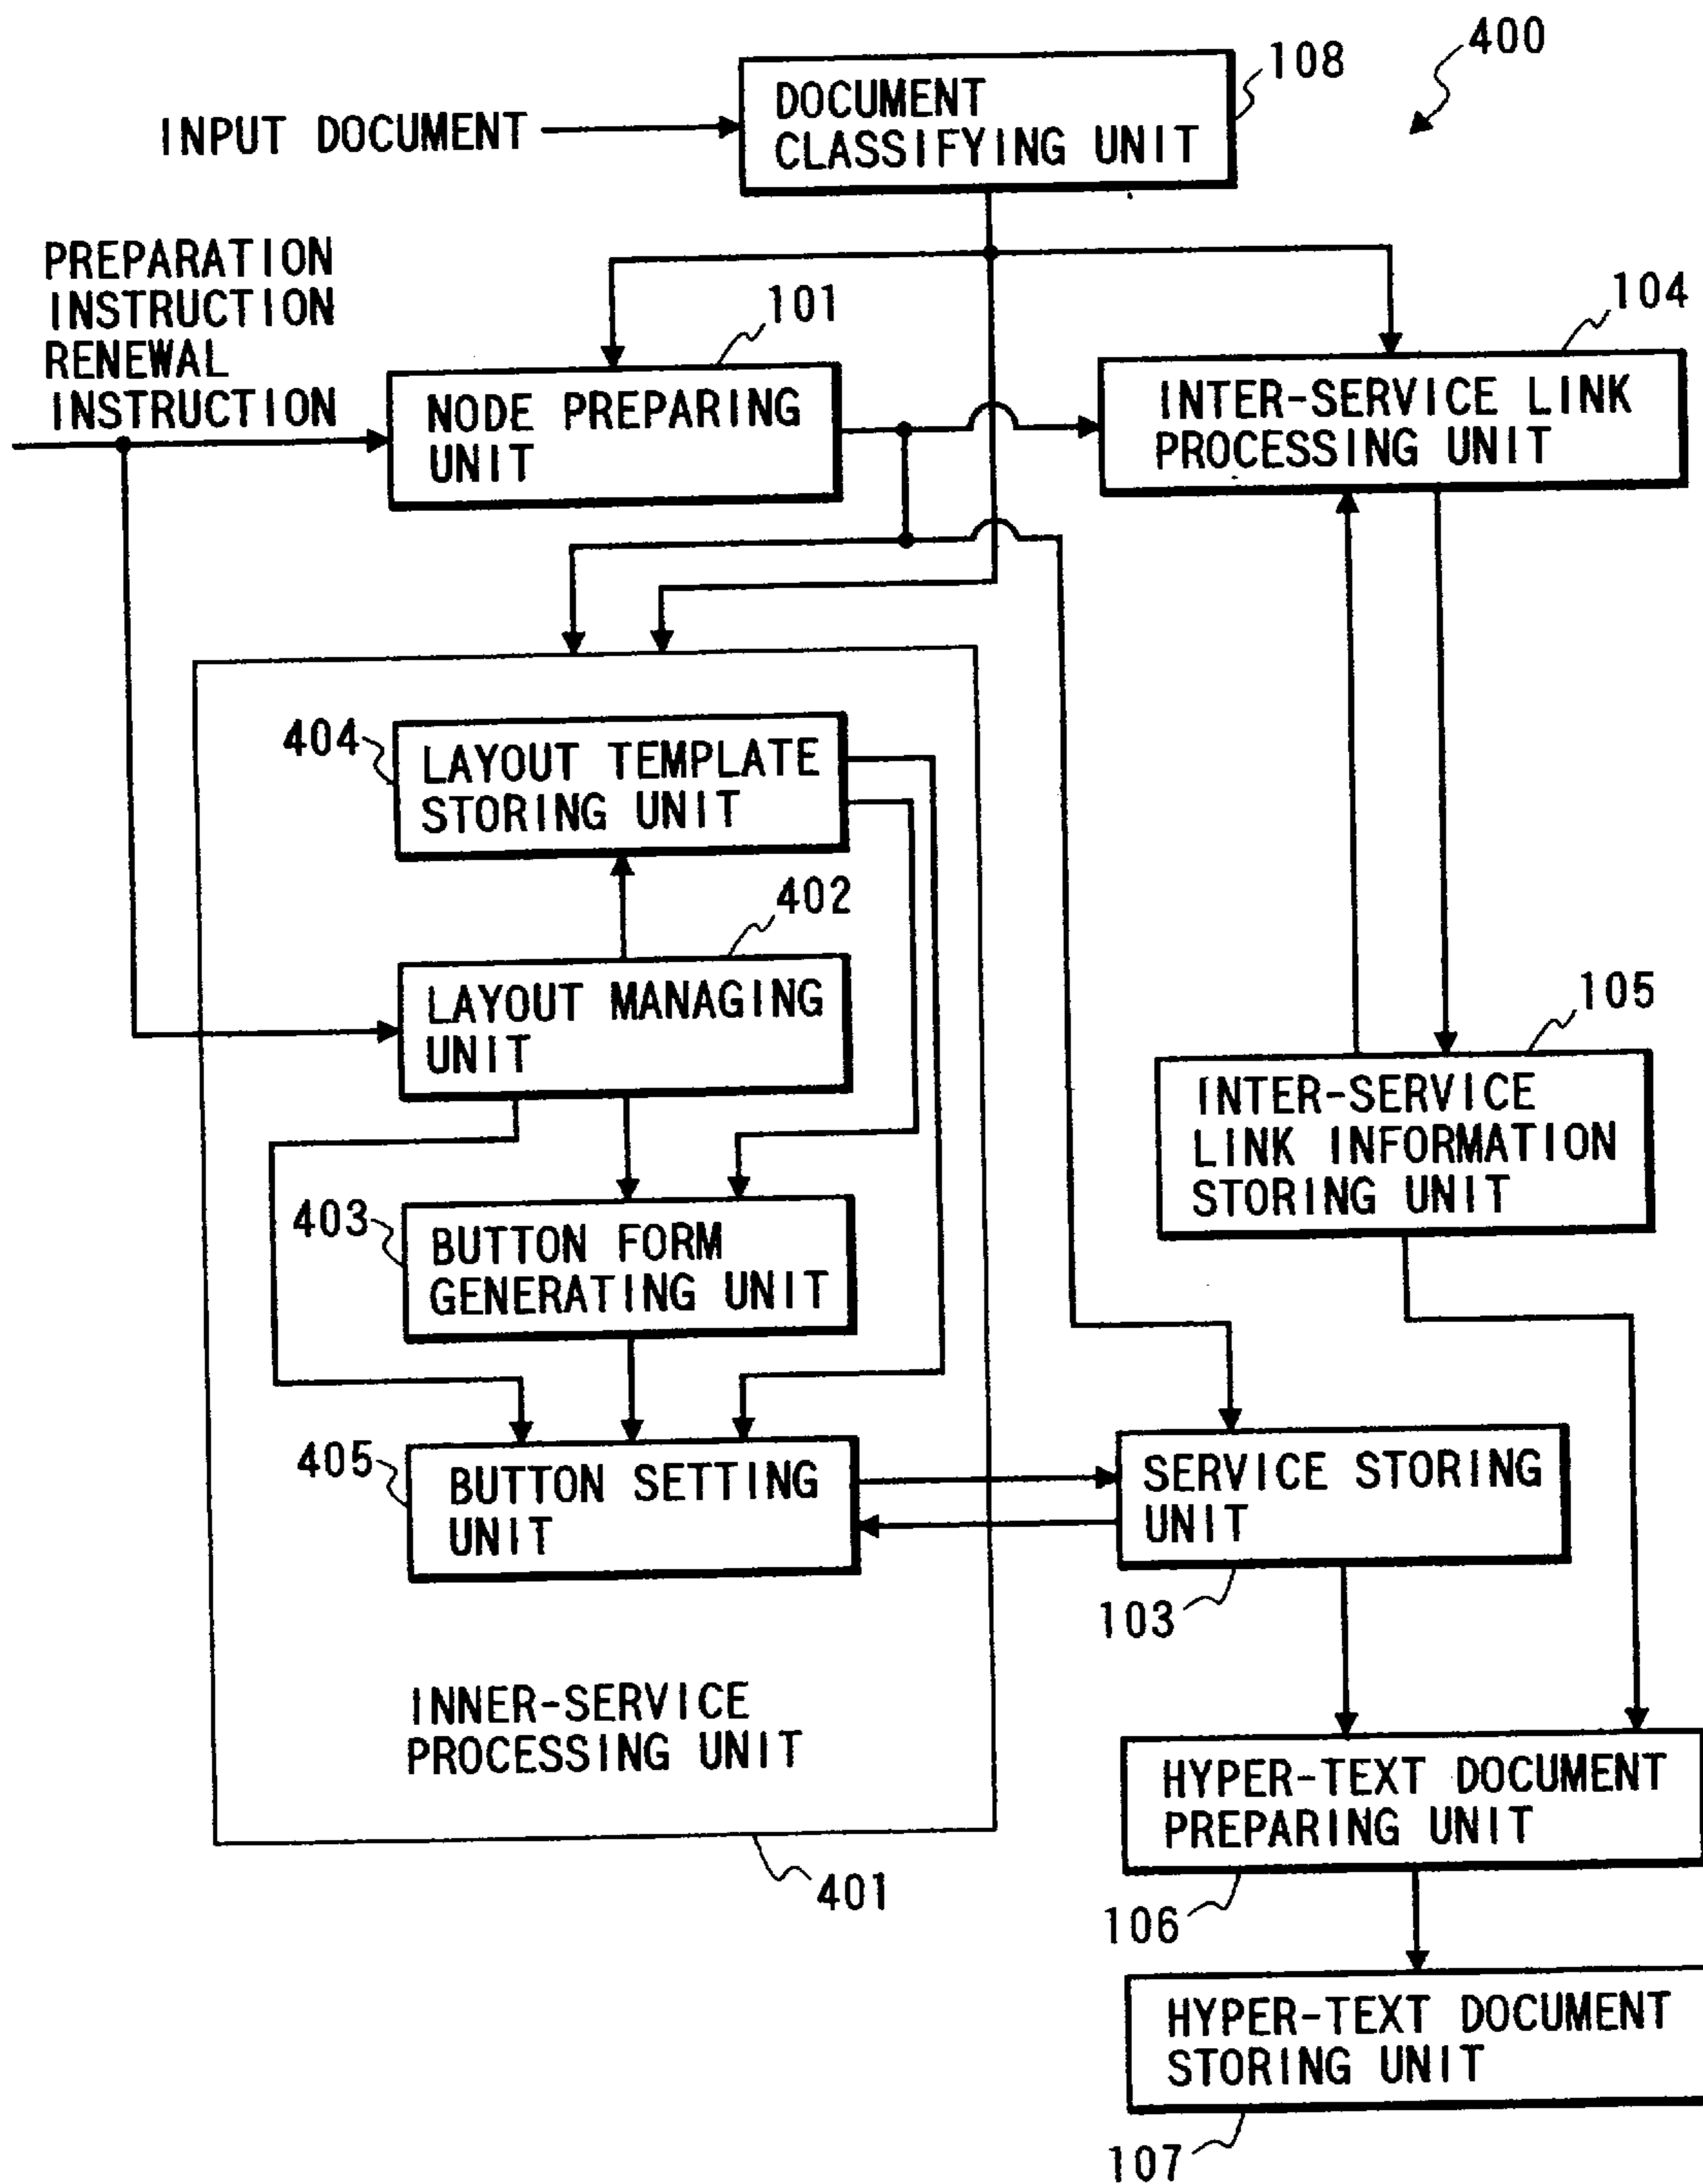 400
108
DOCUMENT
CLASSIFYING UNIT
INPUT DOCUMENT
PREPARATION
INSTRUCTION
RENEWAL
INSTRUCTION
101
NODE PREPARING
UNIT
104
INTER-SERVICE LINK
PROCESSING UNIT
404
LAYOUT TEMPLATE
STORING UNIT
402
LAYOUT MANAGING
UNIT
105
INTER-SERVICE
LINK INFORMATION
STORING UNIT
403
BUTTON FORM
GENERATING UNIT
405
BUTTON SETTING
UNIT
SERVICE STORING
UNIT
103
INNER-SERVICE
PROCESSING UNIT
401
HYPER-TEXT DOCUMENT
PREPARING UNIT
106
HYPER-TEXT DOCUMENT
STORING UNIT
107